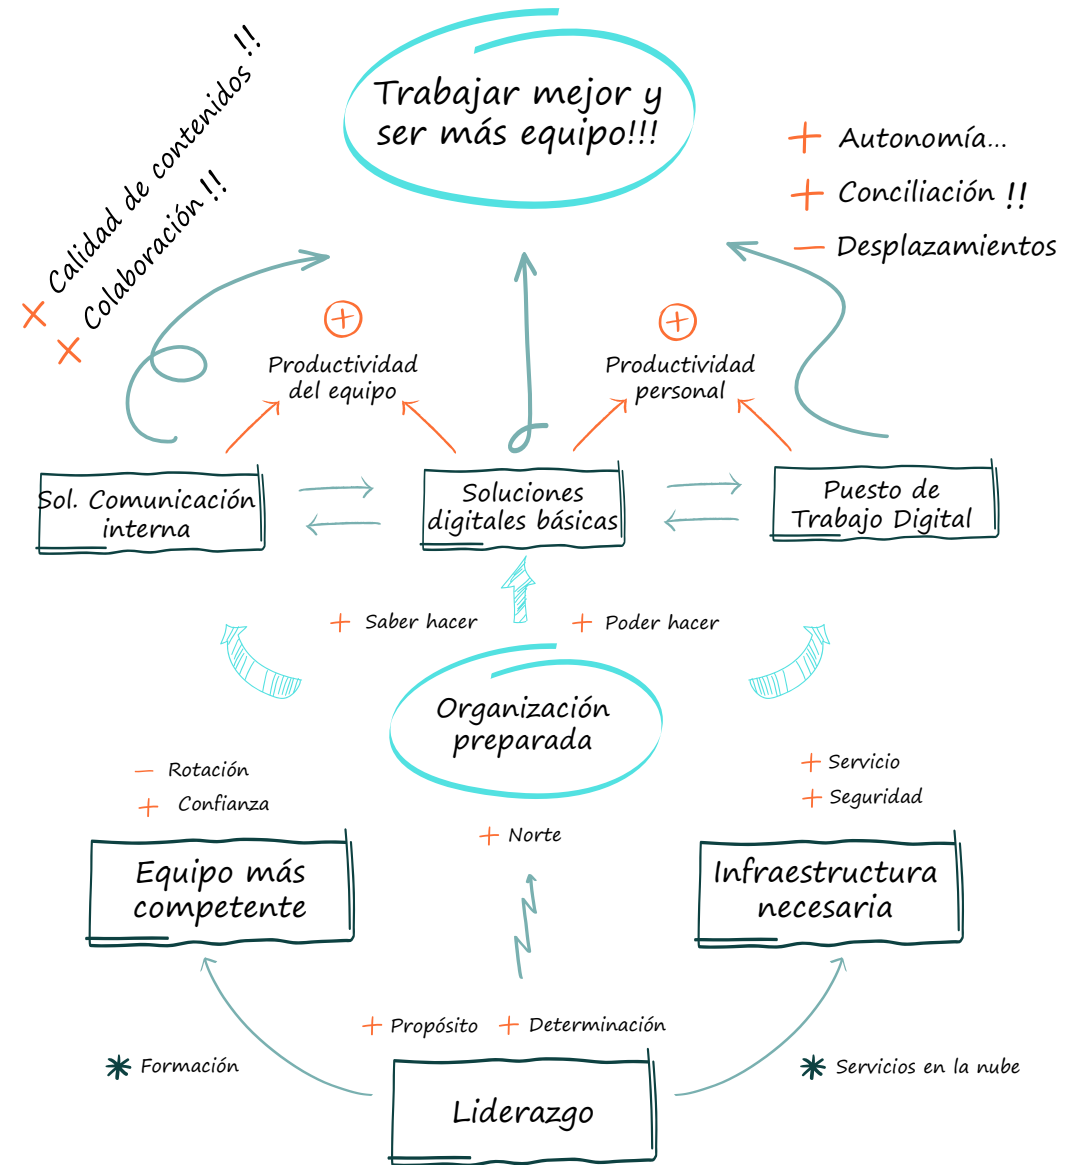 Trabajar mejor y
ser más equipo!!!
+ Calidad de contenidos !!
+ Colaboración !!
+ Autonomía...
+ Conciliación !!
– Desplazamientos
+
Productividad
del equipo
+
Productividad
personal
Sol. Comunicación
interna
Soluciones
digitales básicas
Puesto de
Trabajo Digital
+ Saber hacer
+ Poder hacer
Organización
preparada
– Rotación
+ Confianza
+ Servicio
+ Seguridad
+ Norte
Equipo más
competente
Infraestructura
necesaria
+ Propósito
+ Determinación
Formación
Servicios en la nube
Liderazgo